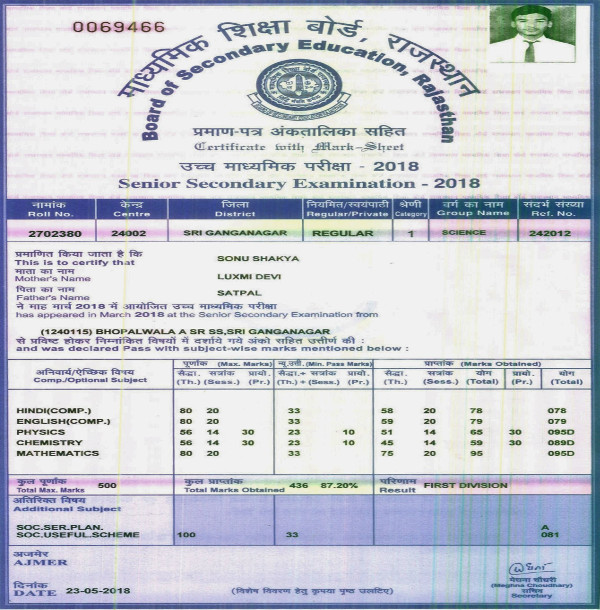 0069466
माध्यमिक शिक्षा बोर्ड, राजस्थान
Board of Secondary Education, Rajasthan
प्रमाण-पत्र अंकतालिका सहित
Certificate with Mark-Sheet
उच्च माध्यमिक परीक्षा - 2018
Senior Secondary Examination - 2018
नामांक केन्द्र जिला नियमित/स्वयंपाठी श्रेणी वर्ग का नाम संदर्भ संख्या
Roll No. Centre District Regular/Private Category Group Name Ref. No.
2702380 24002 SRI GANGANAGAR REGULAR 1 SCIENCE 242012
प्रमाणित किया जाता है कि
This is to certify that SONU SHAKYA
माता का नाम
Mother's Name LUXMI DEVI
पिता का नाम
Father's Name SATPAL
ने माह मार्च 2018 में आयोजित उच्च माध्यमिक परीक्षा
has appeared in March 2018 at the Senior Secondary Examination from
(1240115) BHOPALWALA A SR SS,SRI GANGANAGAR
से प्रविष्ट होकर निम्नांकित विषयों में दर्शाये गये अंको सहित उत्तीर्ण की :
and was declared Pass with subject-wise marks mentioned below :
पूर्णांक (Max. Marks) न्यू.उत्ती. (Min. Pass Marks) प्राप्तांक (Marks Obtained)
अनिवार्य/ऐच्छिक विषय सैद्धा. सत्रांक प्रायो. सैद्धा.+ सत्रांक प्रायो. सैद्धा. सत्रांक योग प्रायो. योग
Comp./Optional Subject (Th.) (Sess.) (Pr.) (Th.) + (Sess.) (Pr.) (Th.) (Sess.) (Total) (Pr.) (Total)
HINDI(COMP.) 80 20 33 58 20 78 078
ENGLISH(COMP.) 80 20 33 59 20 79 079
PHYSICS 56 14 30 23 10 51 14 65 30 095D
CHEMISTRY 56 14 30 23 10 45 14 59 30 089D
MATHEMATICS 80 20 33 75 20 95 095D
कुल पूर्णांक कुल प्राप्तांक परिणाम
Total Max. Marks 500 Total Marks Obtained 436 87.20% Result FIRST DIVISION
अतिरिक्त विषय
Additional Subject
SOC.SER.PLAN. A
SOC.USEFUL.SCHEME 100 33 081
अजमेर
AJMER
मेघना चौधरी
(Meghna Choudhary)
दिनांक सचिव
DATE 23-05-2018 (विशेष विवरण हेतु कृपया पृष्ठ उलटिए) Secretary